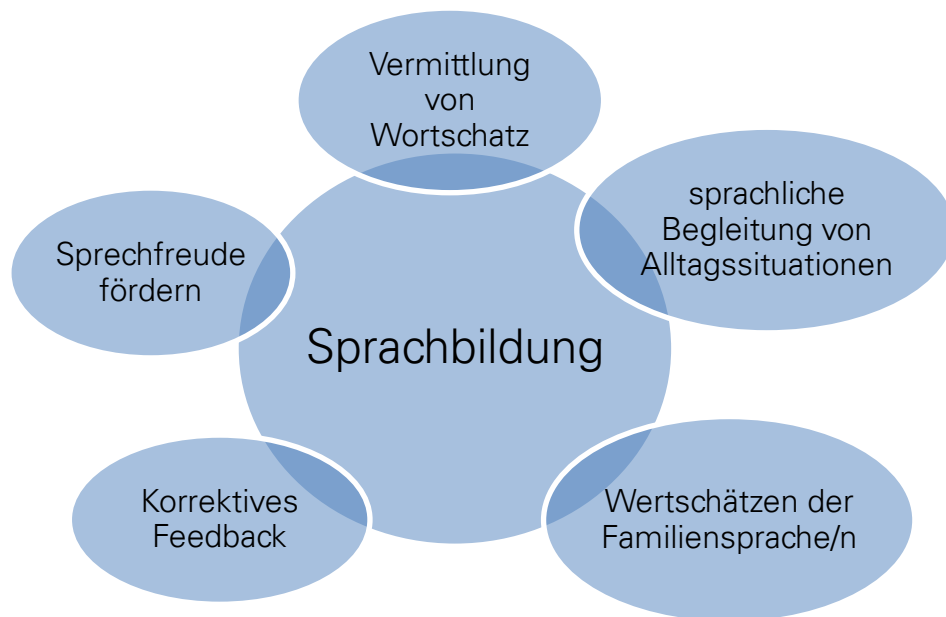 Vermittlung
von
Wortschatz
sprachliche
Begleitung von
Alltagssituationen
Sprechfreude
fördern
Sprachbildung
Korrektives
Feedback
Wertschätzen der
Familiensprache/n